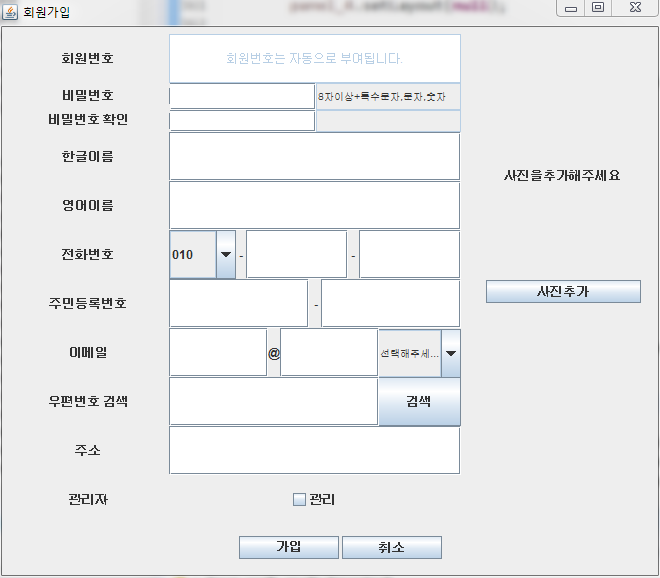 panel_A.setLayout(null);
회원가입
회원번호
회원번호는 자동으로 부여됩니다.
비밀번호
8자이상+특수문자,문자,숫자
비밀번호 확인
한글이름
사진을추가해주세요
영어이름
전화번호 010 - -
사진추가
주민등록번호 -
이메일 @ 선택해주세...
우편번호 검색 검색
주소
관리자 관리
가입 취소